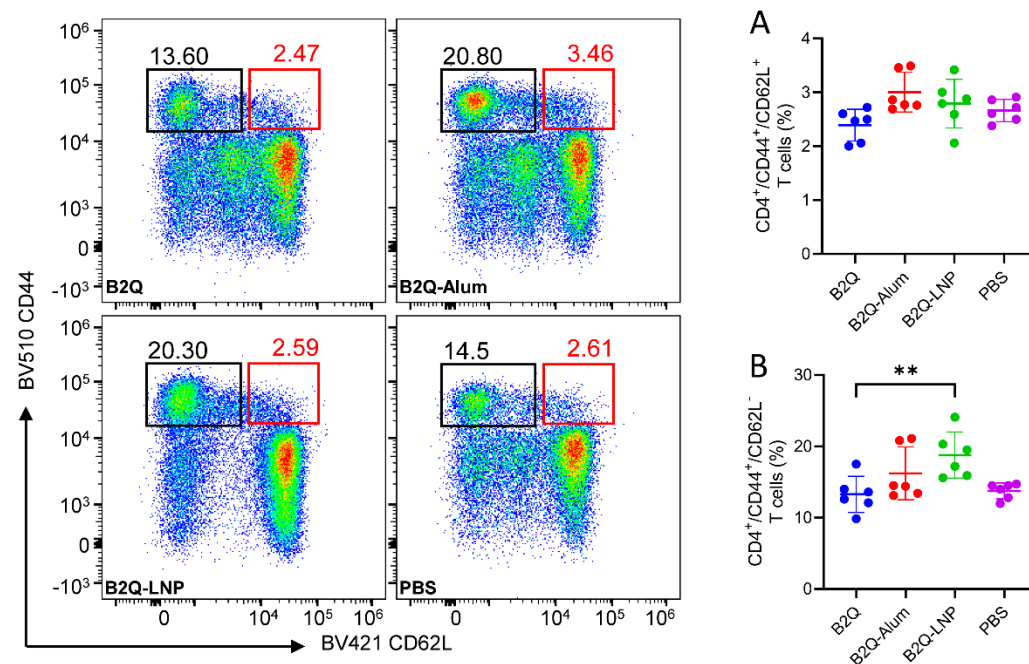 10⁶
10⁵
10⁴
10³
0
-10³
13.60
2.47
B2Q
20.80
3.46
B2Q-Alum
10⁶
10⁵
10⁴
10³
0
-10³
20.30
2.59
B2Q-LNP
14.5
2.61
PBS
0
10⁴
10⁵
10⁶
0
10⁴
10⁵
10⁶
BV510 CD44
BV421 CD62L
A
CD4⁺/CD44⁺/CD62L⁺
T cells (%)
4
3
2
1
0
B2Q
B2Q-Alum
B2Q-LNP
PBS
B
CD4⁺/CD44⁺/CD62L⁻
T cells (%)
30
20
10
0
**
B2Q
B2Q-Alum
B2Q-LNP
PBS